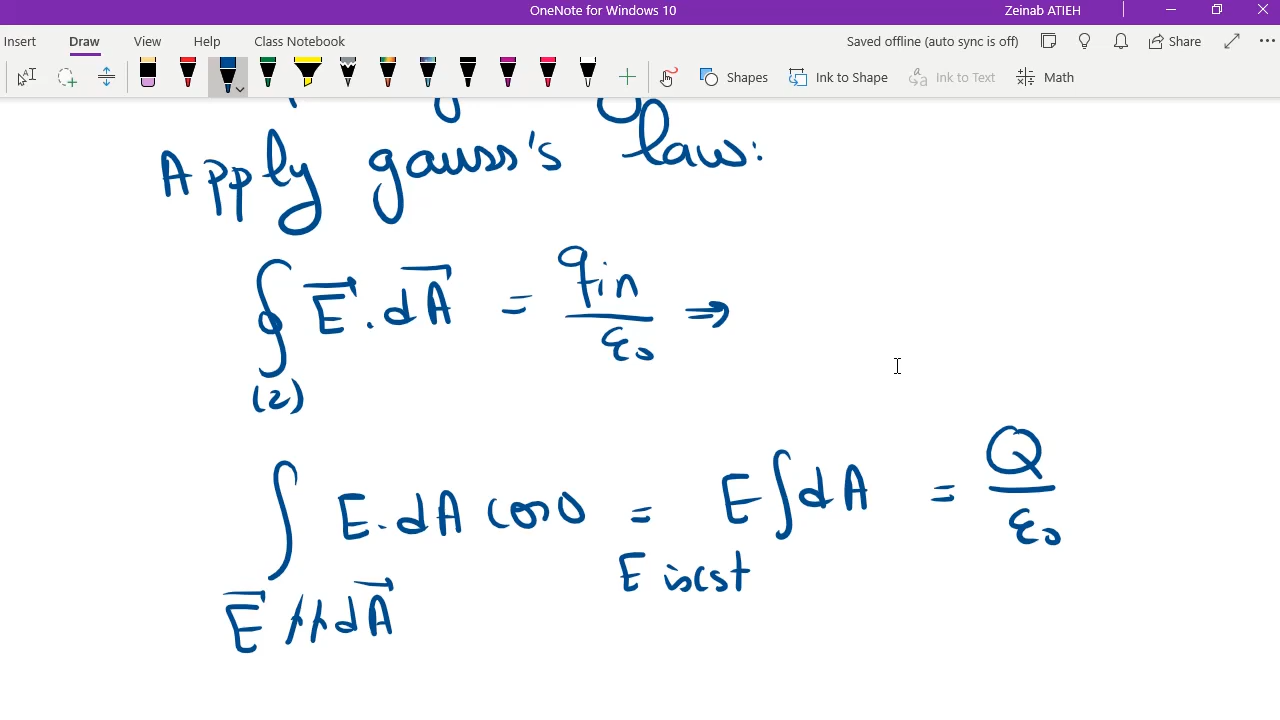 OneNote for Windows 10
Zeinab ATIEH
Insert Draw View Help Class Notebook Saved offline (auto sync is off) Share
Shapes Ink to Shape Ink to Text Math
Apply gauss's law:
∮ E⃗ . dA⃗ = qin / ε0 ⇒
(2)
∫ E. dA cos 0 = E ∫ dA = Q / ε0
E is cst
E⃗ // dA⃗